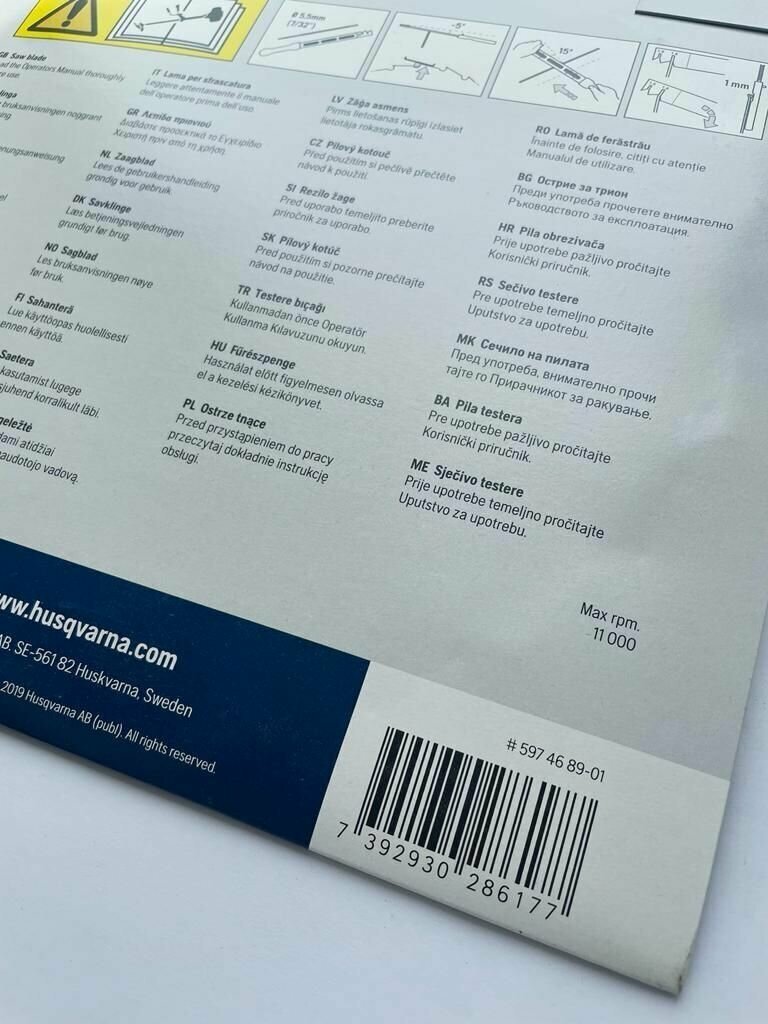 Ø 5,5mm
(7/32")
-5°
15°
1 mm
GB Saw blade
ad the Operators Manual thoroughly
re use.
bruksanvisningen noggrant
IT Lama per sfrascatura
Leggere attentamente il manuale
dell'operatore prima dell'uso.
GR Λεπίδα πριονιού
Διαβάστε προσεκτικά το Εγχειρίδιο
Χειριστή πριν από τη χρήση.
NL Zaagblad
Lees de gebruikershandleiding
grondig voor gebruik.
DK Savklinge
Læs betjeningsvejledningen
grundigt før brug.
NO Sagblad
Les bruksanvisningen nøye
før bruk.
FI Sahanterä
Lue käyttöopas huolellisesti
ennen käyttöä.
Saetera
kasutamist lugege
sjuhend korralikult läbi.
geležtė
dami atidžiai
audotojo vadovą.
LV Zāģa asmens
Pirms lietošanas rūpīgi izlasiet
lietotāja rokasgrāmatu.
CZ Pilový kotouč
Před použitím si pečlivě přečtěte
návod k použití.
SI Rezilo žage
Pred uporabo temeljito preberite
priročnik za uporabo.
SK Pílový kotúč
Pred použitím si pozorne prečítajte
návod na použitie.
TR Testere bıçağı
Kullanmadan önce Operatör
Kullanma Kılavuzunu okuyun.
HU Fűrészpenge
Használat előtt figyelmesen olvassa
el a kezelési kézikönyvet.
PL Ostrze tnące
Przed przystąpieniem do pracy
przeczytaj dokładnie instrukcję
obsługi.
RO Lamă de ferăstrău
Înainte de folosire, citiți cu atenție
Manualul de utilizare.
BG Острие за трион
Преди употреба прочетете внимателно
Ръководството за експлоатация.
HR Pila obrezivača
Prije upotrebe pažljivo pročitajte
Korisnički priručnik.
RS Sečivo testere
Pre upotrebe temeljno pročitajte
Uputstvo za upotrebu.
MK Сечило на пилата
Пред употреба, внимателно прочи
тајте го Прирачникот за ракување.
BA Pila testera
Pre upotrebe pažljivo pročitajte
Korisnički priručnik.
ME Sječivo testere
Prije upotrebe temeljno pročitajte
Uputstvo za upotrebu.
Max rpm.
11 000
ww.husqvarna.com
AB. SE-561 82 Huskvarna, Sweden
2019 Husqvarna AB (publ). All rights reserved.
# 597 46 89-01
7 392930 286177